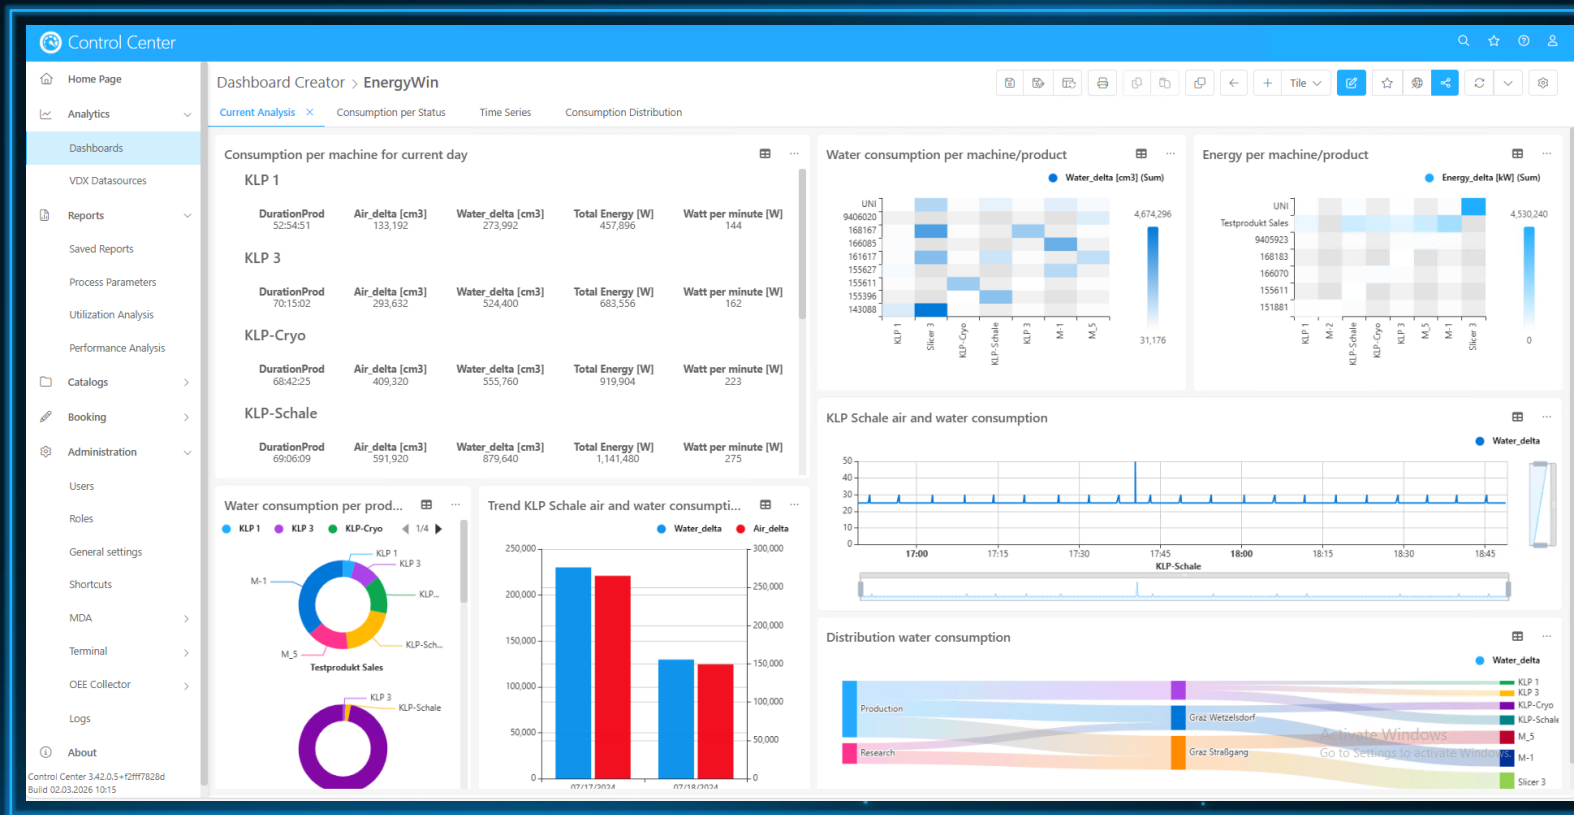 Control Center
Home Page
Analytics
Dashboards
VDX Datasources
Reports
Saved Reports
Process Parameters
Utilization Analysis
Performance Analysis
Catalogs
Booking
Administration
Users
Roles
General settings
Shortcuts
MDA
Terminal
OEE Collector
Logs
About
Control Center 3.42.0.5+f2fff7828d
Build 02.03.2026 10:15
Dashboard Creator > EnergyWin
Tile
Current Analysis × Consumption per Status Time Series Consumption Distribution
Consumption per machine for current day
KLP 1
DurationProd Air_delta [cm3] Water_delta [cm3] Total Energy [W] Watt per minute [W]
52:54:51 133,192 273,992 457,896 144
KLP 3
DurationProd Air_delta [cm3] Water_delta [cm3] Total Energy [W] Watt per minute [W]
70:15:02 293,632 524,400 683,556 162
KLP-Cryo
DurationProd Air_delta [cm3] Water_delta [cm3] Total Energy [W] Watt per minute [W]
68:42:25 409,320 555,760 919,904 223
KLP-Schale
DurationProd Air_delta [cm3] Water_delta [cm3] Total Energy [W] Watt per minute [W]
69:06:09 591,920 879,640 1,141,480 275
Water consumption per machine/product
Water_delta [cm3] (Sum)
UNI
9406020
168167
166085
161617
155627
155611
155396
143088
KLP 1
Slicer 3
KLP-Cryo
KLP-Schale
KLP 3
M-1
M_5
4,674,296
31,176
Energy per machine/product
Energy_delta [kW] (Sum)
UNI
Testprodukt Sales
9405923
168183
166070
155611
151881
KLP 1
M-2
KLP-Schale
KLP-Cryo
KLP 3
M_5
M-1
Slicer 3
4,530,240
0
KLP Schale air and water consumption
Water_delta
50
40
30
20
10
0
17:00 17:15 17:30 17:45 18:00 18:15 18:30 18:45
KLP-Schale
Water consumption per prod...
KLP 1 KLP 3 KLP-Cryo 1/4
KLP 1
KLP 3
KLP...
KLP-Sch...
M_5
M-1
Testprodukt Sales
KLP 3
KLP-Schale
Trend KLP Schale air and water consumpti...
Water_delta Air_delta
250,000
200,000
150,000
100,000
50,000
0
300,000
250,000
200,000
150,000
100,000
50,000
0
07/17/2024 07/18/2024
Distribution water consumption
Water_delta
Production
Research
Graz Wetzelsdorf
Graz Straßgang
KLP 1
KLP 3
KLP-Cryo
KLP-Schale
M_5
M-1
Slicer 3
Activate Windows
Go to Settings to activate Windows.